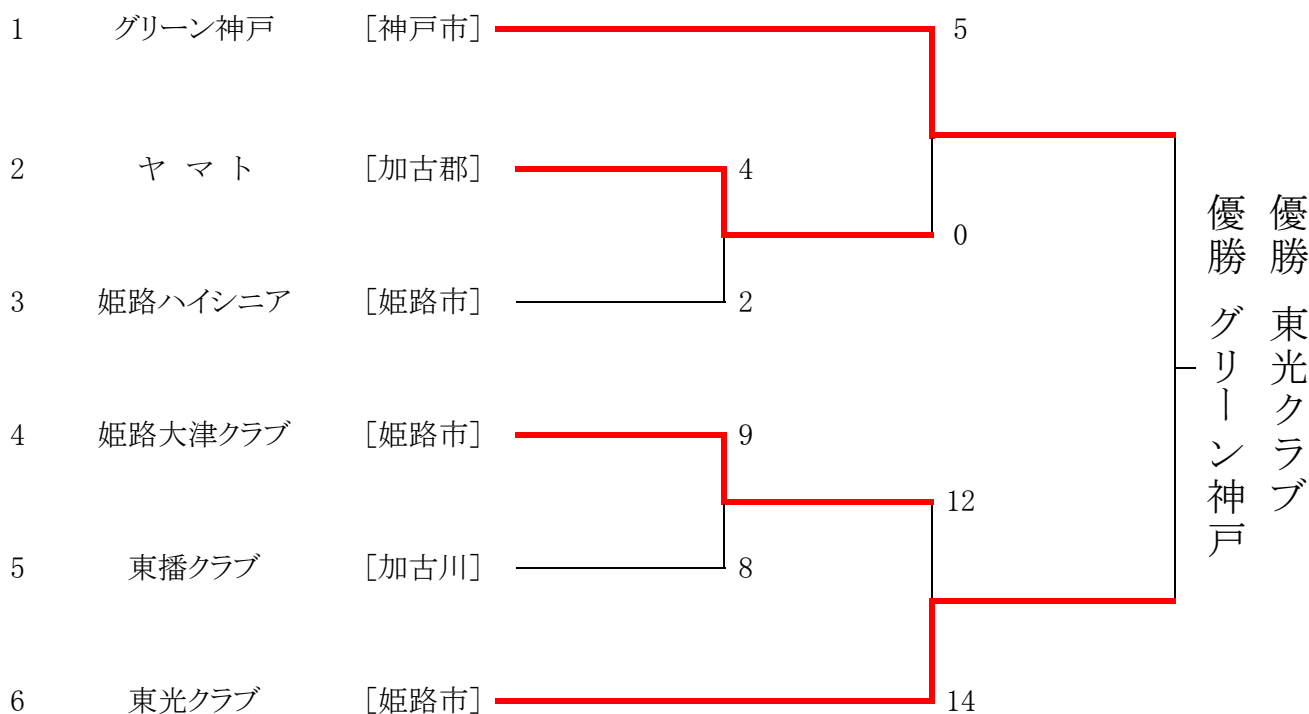 1 グリーン神戸 [神戸市] 5
2 ヤマト [加古郡] 4
0
3 姫路ハイシニア [姫路市] 2
4 姫路大津クラブ [姫路市] 9
12
5 東播クラブ [加古川] 8
6 東光クラブ [姫路市] 14
優勝 東光クラブ
優勝 グリーン神戸